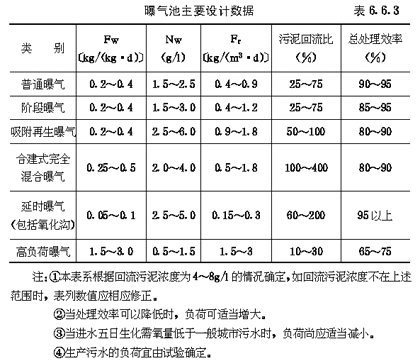 曝气池主要设计数据 表6.6.3
类 别 Fw 〔kg/(kg·d)〕 Nw (g/l) Fr 〔kg/(m³·d)〕 污泥回流比 (%) 总处理效率 (%)
普通曝气 0.2～0.4 1.5～2.5 0.4～0.9 25～75 90～95
阶段曝气 0.2～0.4 1.5～3.0 0.4～1.2 25～75 85～95
吸附再生曝气 0.2～0.4 2.5～6.0 0.9～1.8 50～100 80～90
合建式完全混合曝气 0.25～0.5 2.0～4.0 0.5～1.8 100～400 80～90
延时曝气(包括氧化沟) 0.05～0.1 2.5～5.0 0.15～0.3 60～200 95以上
高负荷曝气 1.5～3.0 0.5～1.5 1.5～3 10～30 65～75
注：①本表系根据回流污泥浓度为4～8g/l的情况确定，如回流污泥浓度不在上述
范围时，表列数值应相应修正。
②当处理效率可以降低时，负荷可适当增大。
③当进水五日生化需氧量低于一般城市污水时，负荷尚应适当减小。
④生产污水的负荷宜由试验确定。